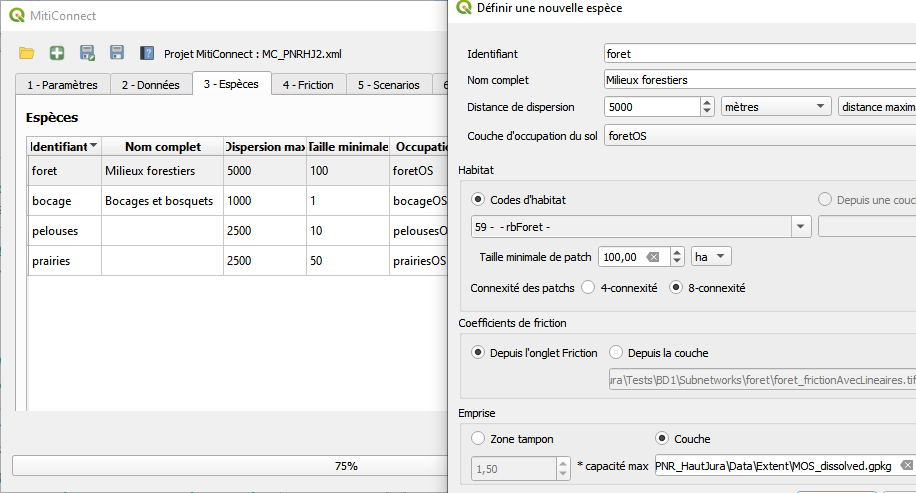 MitiConnect
Projet MitiConnect : MC_PNRHJ2.xml
1 - Paramètres 2 - Données 3 - Espèces 4 - Friction 5 - Scenarios 6
Espèces
Identifiant Nom complet Dispersion max Taille minimale Occupatio
foret Milieux forestiers 5000 100 foretOS
bocage Bocages et bosquets 1000 1 bocageOS
pelouses 2500 10 pelousesO
prairies 2500 50 prairiesOS
75%
Définir une nouvelle espèce
Identifiant foret
Nom complet Milieux forestiers
Distance de dispersion 5000 mètres distance maxim
Couche d'occupation du sol foretOS
Habitat
Codes d'habitat Depuis une couc
59 - - rbForet -
Taille minimale de patch 100,00 ha
Connexité des patchs 4-connexité 8-connexité
Coefficients de friction
Depuis l'onglet Friction Depuis la couche
ura\Tests\BD1\Subnetworks\foret\foret_frictionAvecLineaires.tif
Emprise
Zone tampon Couche
1,50 * capacité max PNR_HautJura\Data\Extent\MOS_dissolved.gpkg